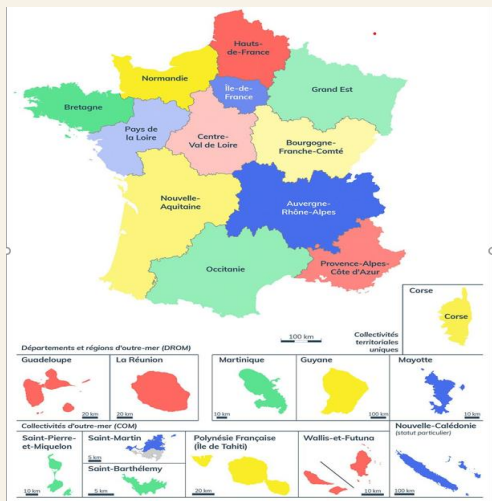 Hauts-
de-France
Normandie
Île-de-
France
Grand Est
Bretagne
Pays de
la Loire
Centre-
Val de Loire
Bourgogne-
Franche-Comté
Nouvelle-
Aquitaine
Auvergne-
Rhône-Alpes
Occitanie
Provence-Alpes-
Côte d'Azur
100 km
Corse
Corse
Collectivités
territoriales
uniques
Départements et régions d'outre-mer (DROM)
Guadeloupe
20 km
La Réunion
20 km
Martinique
10 km
Guyane
100 km
Mayotte
10 km
Collectivités d'outre-mer (COM)
Saint-Pierre-
et-Miquelon
10 km
Saint-Martin
5 km
Saint-Barthélemy
5 km
Polynésie Française
(Île de Tahiti)
20 km
Wallis-et-Futuna
10 km
Nouvelle-Calédonie
(statut particulier)
100 km